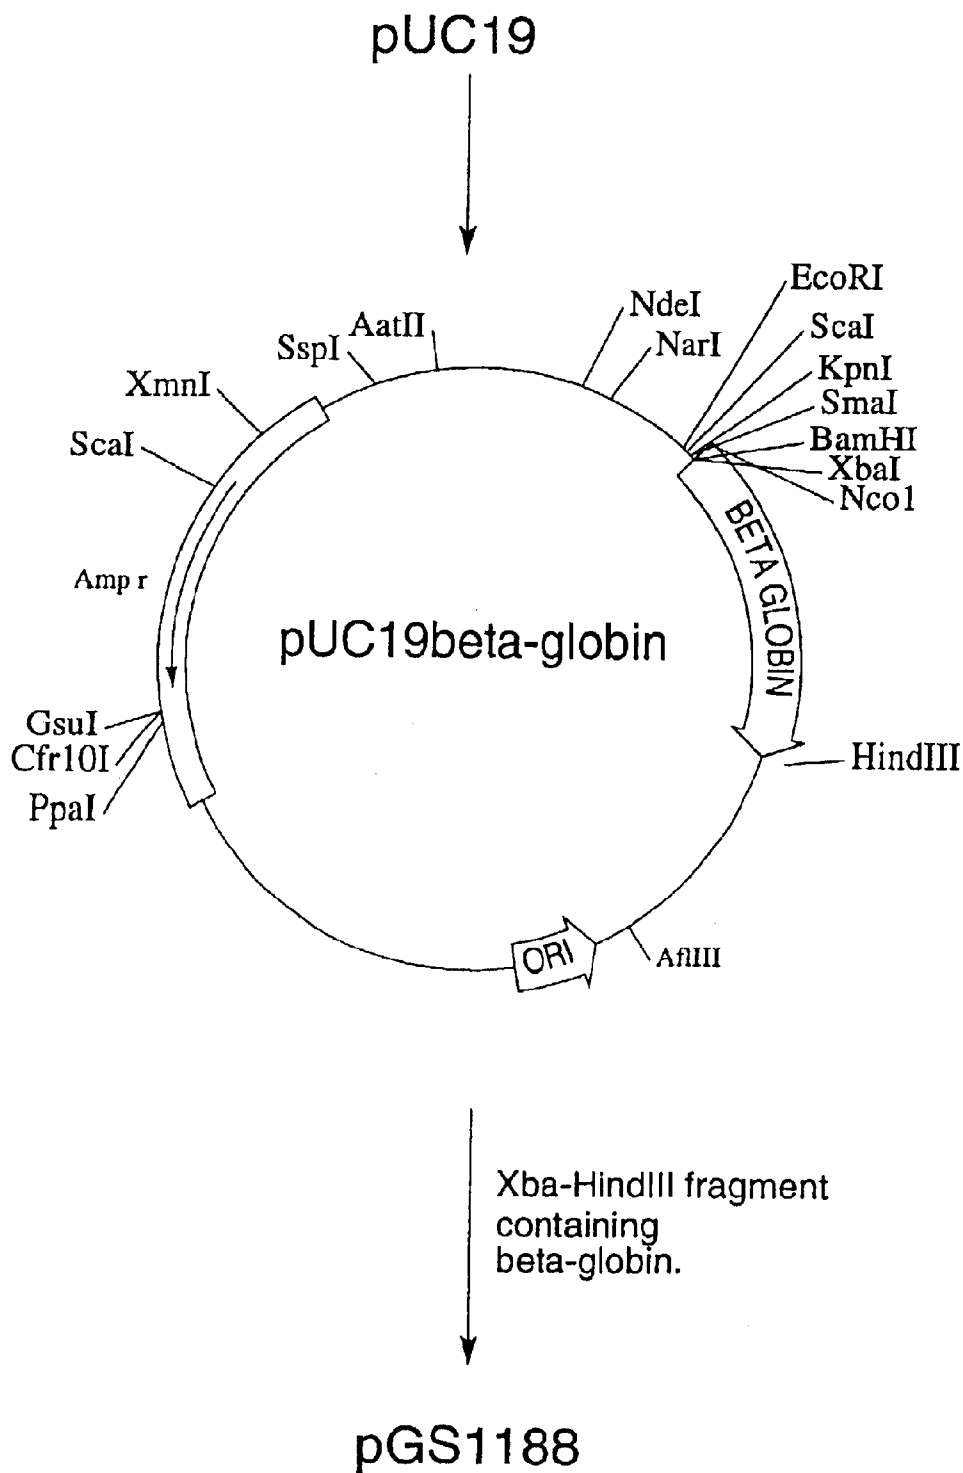 pUC19
EcoRI
NdeI
ScaI
AatII
NarI
SspI
KpnI
XmnI
SmaI
ScaI
BamHI
XbaI
Nco1
BETA GLOBIN
Amp r
pUC19beta-globin
GsuI
Cfr10I
HindIII
PpaI
ORI
AflIII
Xba-HindIII fragment
containing
beta-globin.
pGS1188